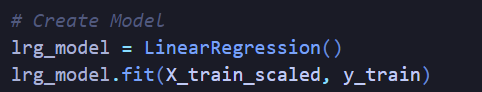 # Create Model
lrg_model = LinearRegression()
lrg_model.fit(X_train_scaled, y_train)